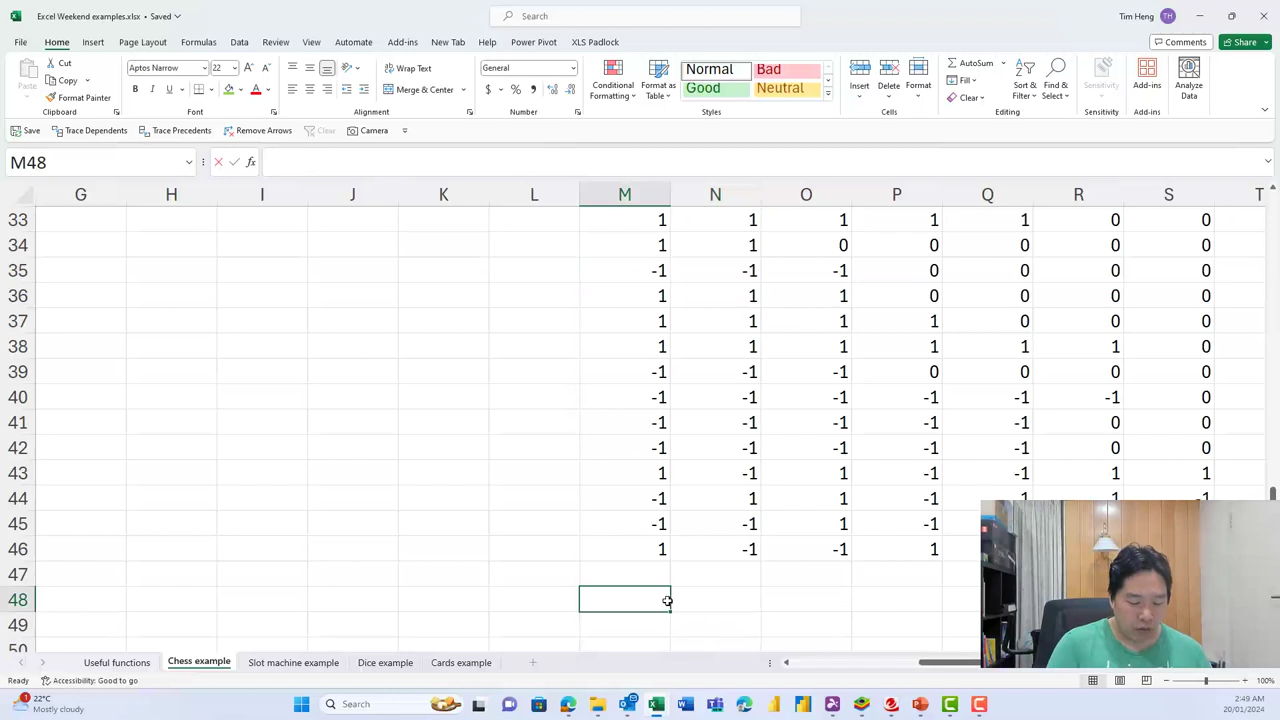 Excel Weekend examples.xlsx • Saved
Search
Tim Heng TH
File Home Insert Page Layout Formulas Data Review View Automate Add-ins New Tab Help Power Pivot XLS Padlock Comments Share
Paste Cut Copy Format Painter Clipboard
Aptos Narrow 22 A A B I U A Font
Wrap Text Merge & Center Alignment
General $ % Number
Conditional Formatting Format as Table
Normal Bad
Good Neutral
Styles
Insert Delete Format Cells
AutoSum Fill Clear Sort & Filter Find & Select Editing
Sensitivity Sensitivity
Add-ins Add-ins
Analyze Data
Save Trace Dependents Trace Precedents Remove Arrows Clear Camera
M48 fx
G H I J K L M N O P Q R S T
33 1 1 1 1 1 0 0
34 1 1 0 0 0 0 0
35 -1 -1 -1 0 0 0 0
36 1 1 1 0 0 0 0
37 1 1 1 1 0 0 0
38 1 1 1 1 1 1 0
39 -1 -1 -1 0 0 0 0
40 -1 -1 -1 -1 -1 -1 0
41 -1 -1 -1 -1 -1 0 0
42 -1 -1 -1 -1 -1 0 0
43 1 -1 1 -1 -1 1 1
44 -1 1 1 -1 1 1 -1
45 -1 -1 1 -1
46 1 -1 -1 1
47
48
49
50
Useful functions Chess example Slot machine example Dice example Cards example
Ready Accessibility: Good to go 100%
22°C
Mostly cloudy
Search
2:49 AM
20/01/2024